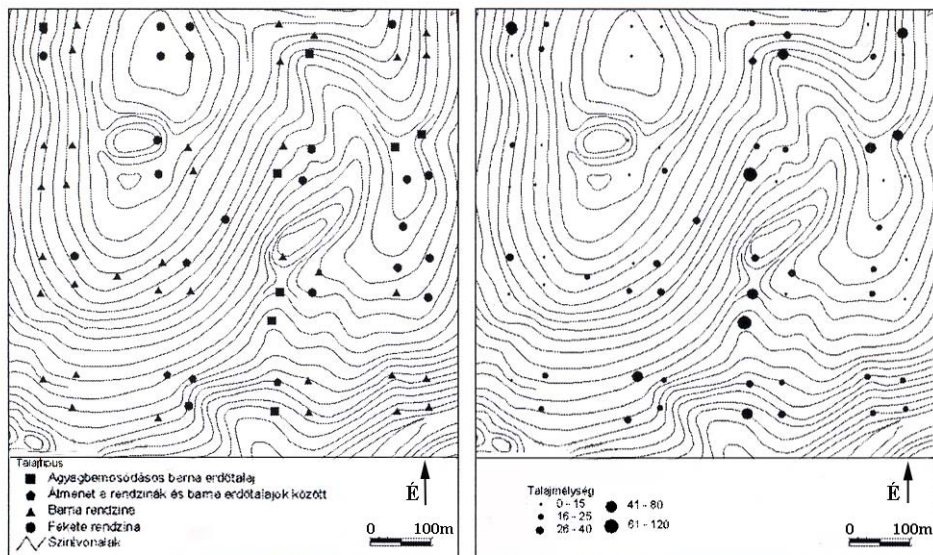 Talajtípus
Agyagbemosódásos barna erdőtalaj
Átmenet a rendzinák és barna erdőtalajok között
Barna rendzina
Fekete rendzina
Szintvonalak
É
0 100m
Talajmélység
0 - 15
16 - 25
26 - 40
41 - 80
61 - 120
É
0 100m